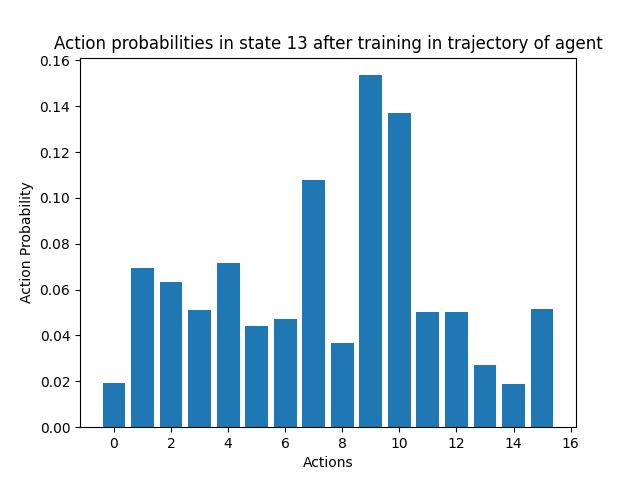 Action probabilities in state 13 after training in trajectory of agent
0.16
0.14
0.12
0.10
0.08
0.06
0.04
0.02
0.00
Action Probability
0 2 4 6 8 10 12 14 16
Actions